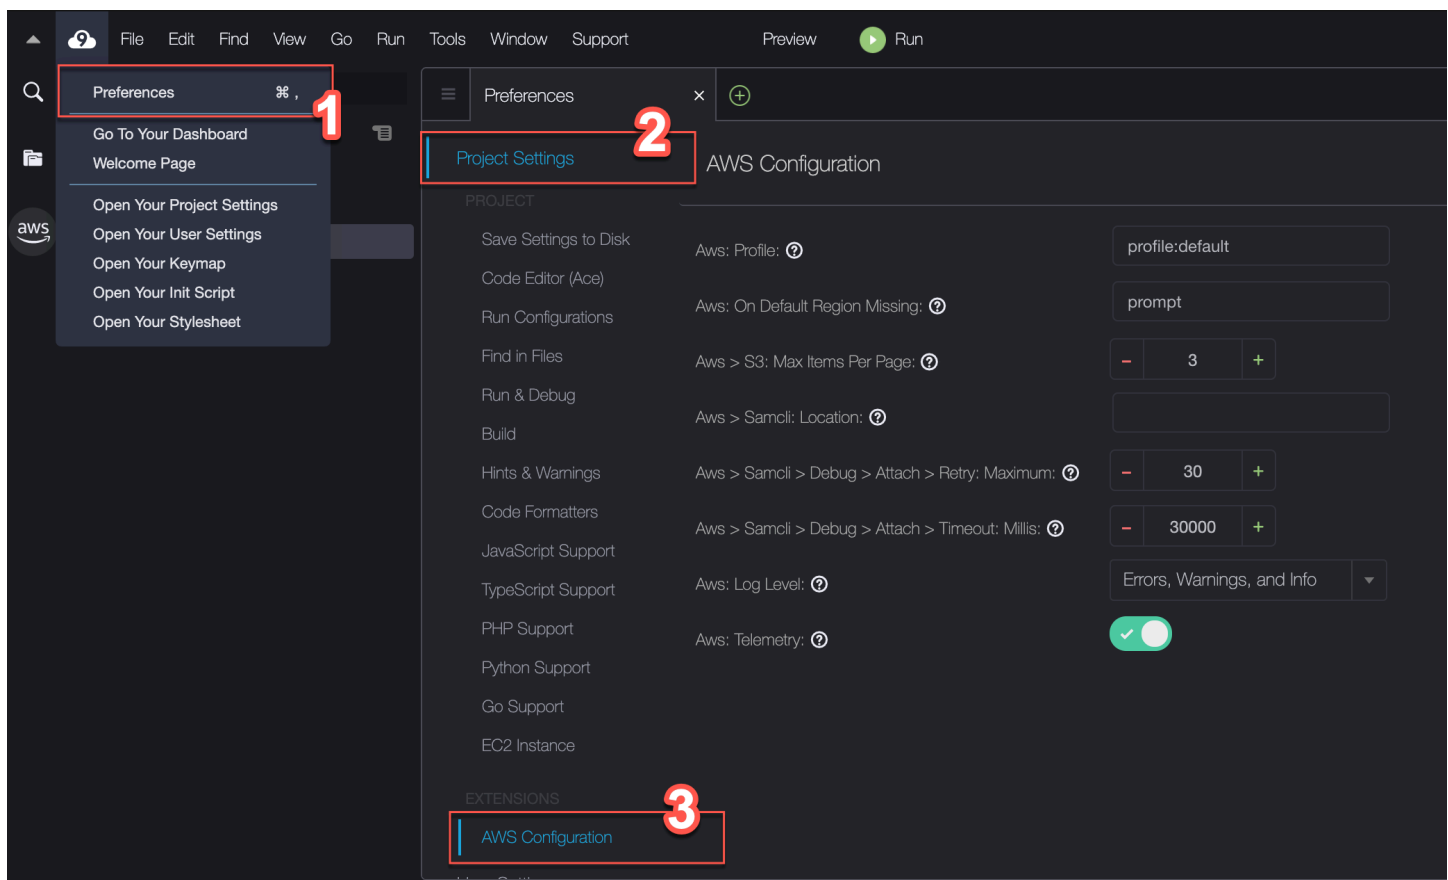 9 File Edit Find View Go Run Tools Window Support Preview Run
Preferences ⌘ ,
1
Go To Your Dashboard
Welcome Page
Open Your Project Settings
Open Your User Settings
Open Your Keymap
Open Your Init Script
Open Your Stylesheet
aws
Preferences
2
Project Settings
PROJECT
Save Settings to Disk
Code Editor (Ace)
Run Configurations
Find in Files
Run & Debug
Build
Hints & Warnings
Code Formatters
JavaScript Support
TypeScript Support
PHP Support
Python Support
Go Support
EC2 Instance
EXTENSIONS
3
AWS Configuration
AWS Configuration
Aws: Profile: ? profile:default
Aws: On Default Region Missing: ? prompt
Aws > S3: Max Items Per Page: ? - 3 +
Aws > Samcli: Location: ?
Aws > Samcli > Debug > Attach > Retry: Maximum: ? - 30 +
Aws > Samcli > Debug > Attach > Timeout: Millis: ? - 30000 +
Aws: Log Level: ? Errors, Warnings, and Info
Aws: Telemetry: ?